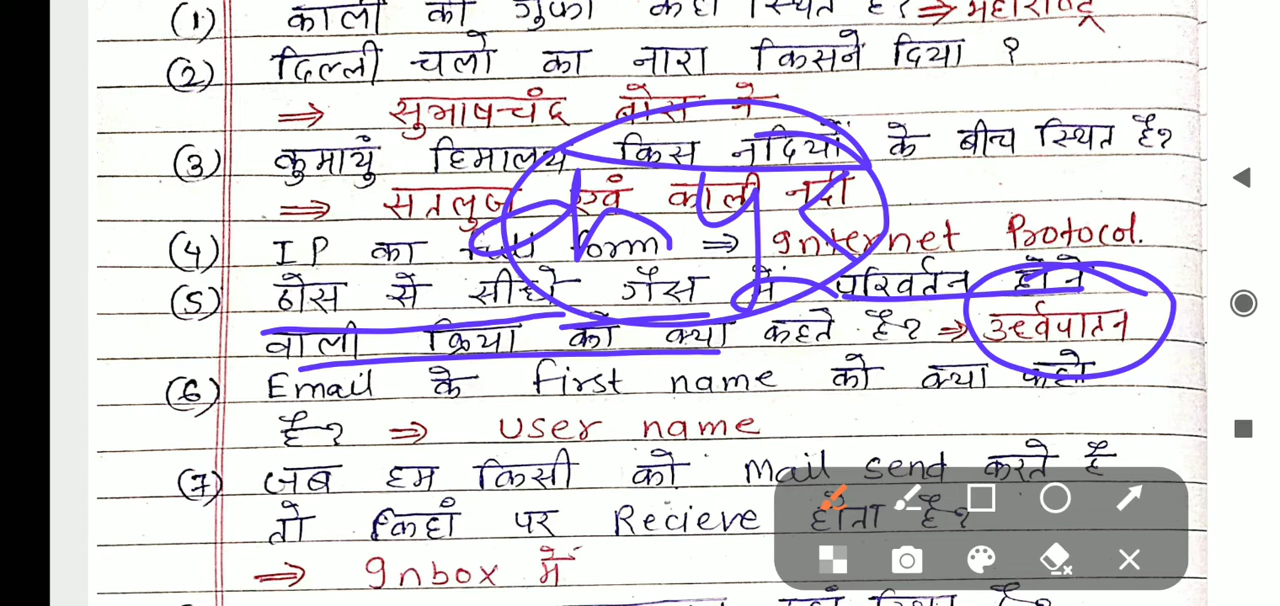 (1) कार्ला की गुफा कहाँ स्थित है? ⇒ महाराष्ट्र
(2) दिल्ली चलो का नारा किसने दिया ?
⇒ सुभाषचंद्र बोस ने
(3) कुमायुं हिमालय किस नदियों के बीच स्थित है?
⇒ सतलुज एवं काली नदी
(4) IP का full form ⇒ Internet Protocol.
(5) ठोस से सीधे गैस में परिवर्तन होने
वाली क्रिया को क्या कहते है? ⇒ उर्ध्वपातन
(6) Email के first name को क्या कहते
है? ⇒ User name
(7) जब हम किसी को Mail send करते है
तो कहाँ पर Recieve होता है?
⇒ Inbox में
स्थित है?